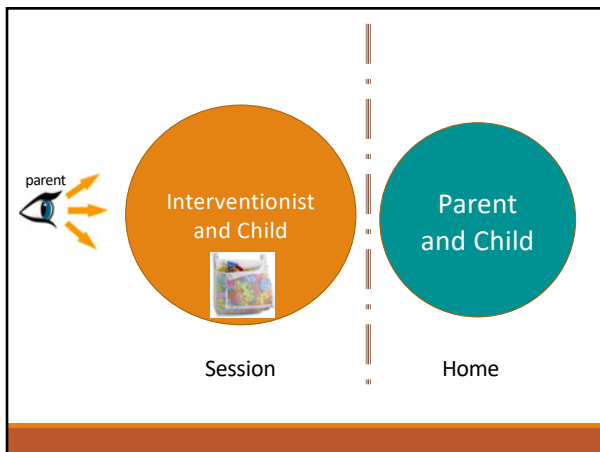 parent
Interventionist
and Child
Parent
and Child
Session
Home